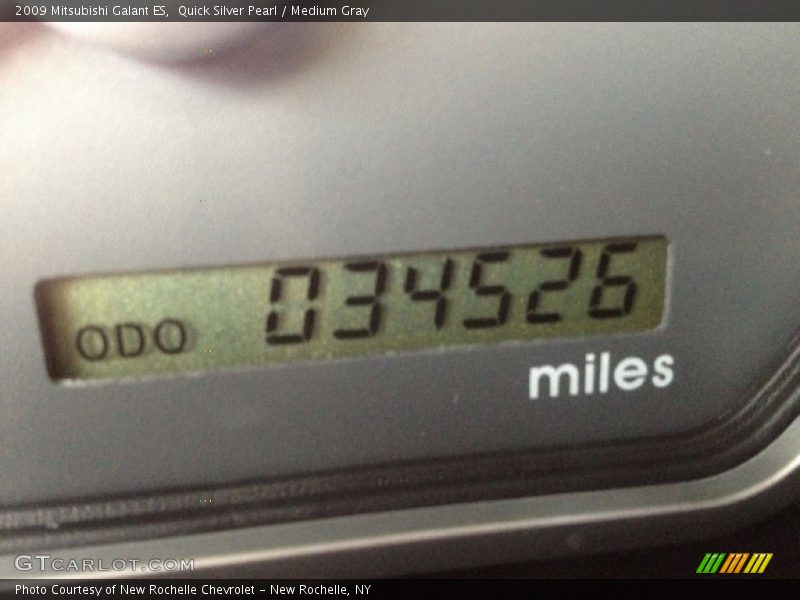 2009 Mitsubishi Galant ES,  Quick Silver Pearl / Medium Gray
ODO 034526
miles
GTCARLOT.COM
Photo Courtesy of New Rochelle Chevrolet – New Rochelle, NY